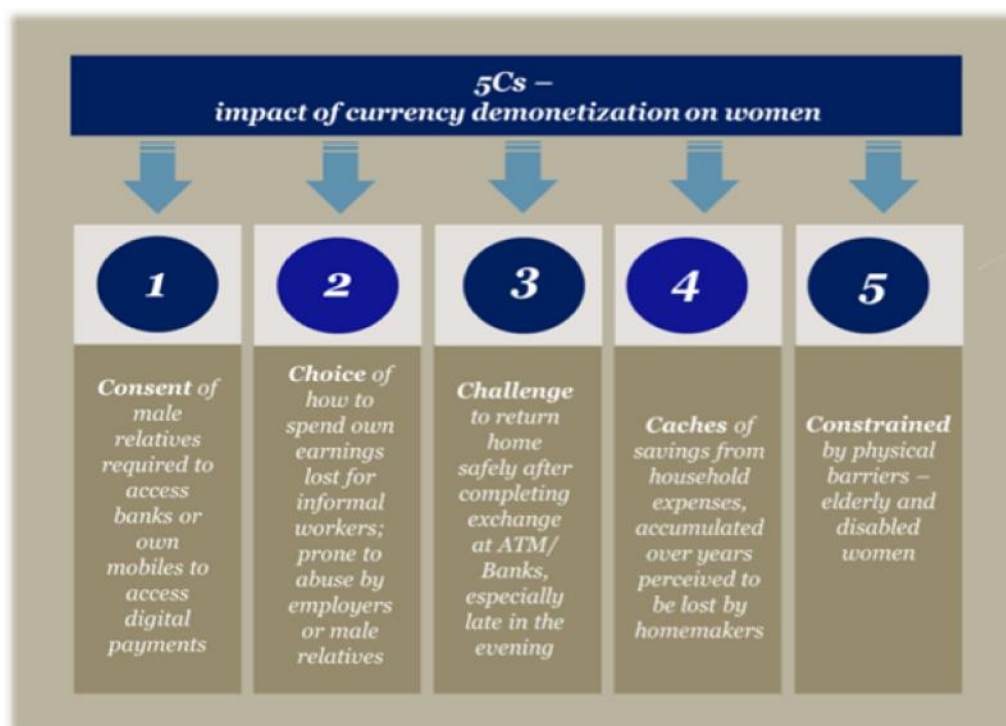 5Cs –
impact of currency demonetization on women
1
Consent of
male
relatives
required to
access
banks or
own
mobiles to
access
digital
payments
2
Choice of
how to
spend own
earnings
lost for
informal
workers;
prone to
abuse by
employers
or male
relatives
3
Challenge
to return
home
safely after
completing
exchange
at ATM/
Banks,
especially
late in the
evening
4
Caches of
savings from
household
expenses,
accumulated
over years
perceived to
be lost by
homemakers
5
Constrained
by physical
barriers –
elderly and
disabled
women